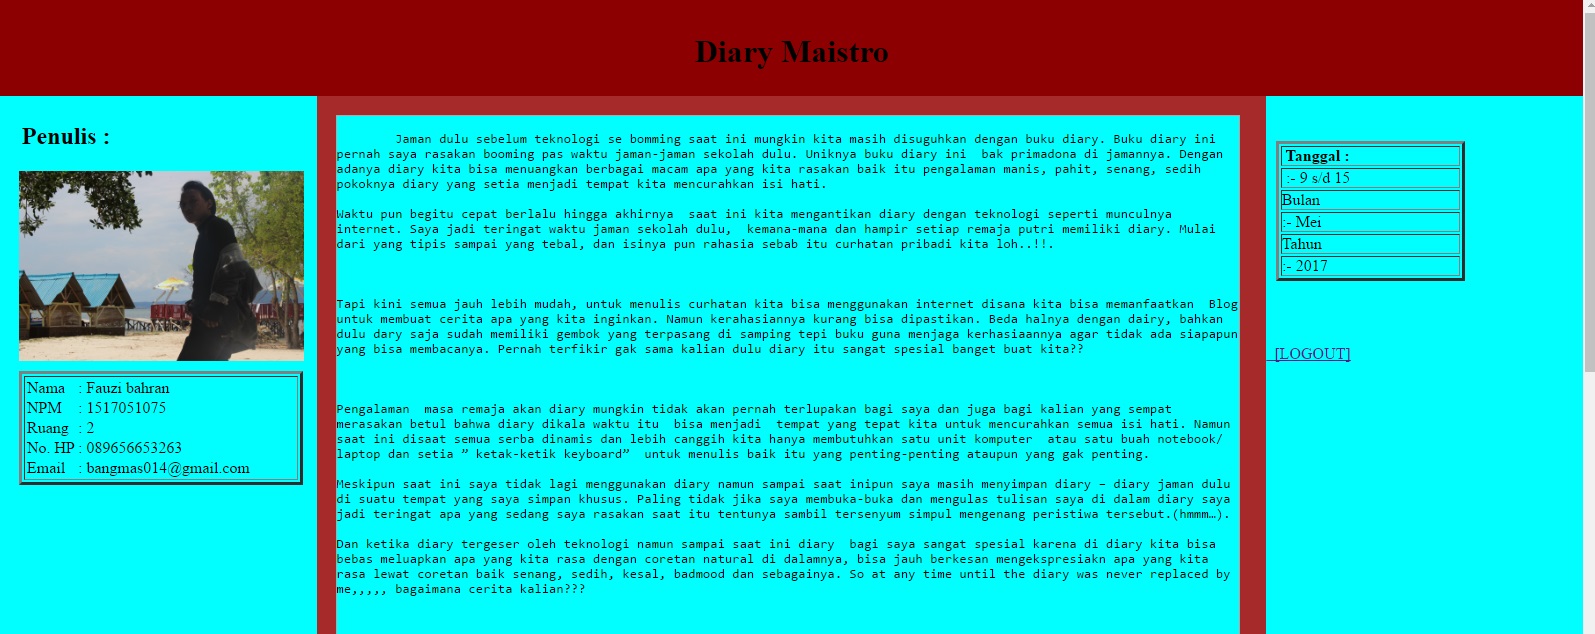 Diary Maistro
Penulis :
Nama : Fauzi bahran
NPM : 1517051075
Ruang : 2
No. HP : 089656653263
Email : bangmas014@gmail.com
Jaman dulu sebelum teknologi se bomming saat ini mungkin kita masih disuguhkan dengan buku diary. Buku diary ini
pernah saya rasakan booming pas waktu jaman-jaman sekolah dulu. Uniknya buku diary ini  bak primadona di jamannya. Dengan
adanya diary kita bisa menuangkan berbagai macam apa yang kita rasakan baik itu pengalaman manis, pahit, senang, sedih
pokoknya diary yang setia menjadi tempat kita mencurahkan isi hati.
Waktu pun begitu cepat berlalu hingga akhirnya  saat ini kita mengantikan diary dengan teknologi seperti munculnya
internet. Saya jadi teringat waktu jaman sekolah dulu,  kemana-mana dan hampir setiap remaja putri memiliki diary. Mulai
dari yang tipis sampai yang tebal, dan isinya pun rahasia sebab itu curhatan pribadi kita loh..!!.
Tapi kini semua jauh lebih mudah, untuk menulis curhatan kita bisa menggunakan internet disana kita bisa memanfaatkan  Blog
untuk membuat cerita apa yang kita inginkan. Namun kerahasiannya kurang bisa dipastikan. Beda halnya dengan dairy, bahkan
dulu dary saja sudah memiliki gembok yang terpasang di samping tepi buku guna menjaga kerhasiaannya agar tidak ada siapapun
yang bisa membacanya. Pernah terfikir gak sama kalian dulu diary itu sangat spesial banget buat kita??
Pengalaman  masa remaja akan diary mungkin tidak akan pernah terlupakan bagi saya dan juga bagi kalian yang sempat
merasakan betul bahwa diary dikala waktu itu  bisa menjadi  tempat yang tepat kita untuk mencurahkan semua isi hati. Namun
saat ini disaat semua serba dinamis dan lebih canggih kita hanya membutuhkan satu unit komputer  atau satu buah notebook/
laptop dan setia ” ketak-ketik keyboard”  untuk menulis baik itu yang penting-penting ataupun yang gak penting.
Meskipun saat ini saya tidak lagi menggunakan diary namun sampai saat inipun saya masih menyimpan diary – diary jaman dulu
di suatu tempat yang saya simpan khusus. Paling tidak jika saya membuka-buka dan mengulas tulisan saya di dalam diary saya
jadi teringat apa yang sedang saya rasakan saat itu tentunya sambil tersenyum simpul mengenang peristiwa tersebut.(hmmm…).
Dan ketika diary tergeser oleh teknologi namun sampai saat ini diary  bagi saya sangat spesial karena di diary kita bisa
bebas meluapkan apa yang kita rasa dengan coretan natural di dalamnya, bisa jauh berkesan mengekspresiakn apa yang kita
rasa lewat coretan baik senang, sedih, kesal, badmood dan sebagainya. So at any time until the diary was never replaced by
me,,,,, bagaimana cerita kalian???
Tanggal :
:- 9 s/d 15
Bulan
:- Mei
Tahun
:- 2017
[LOGOUT]